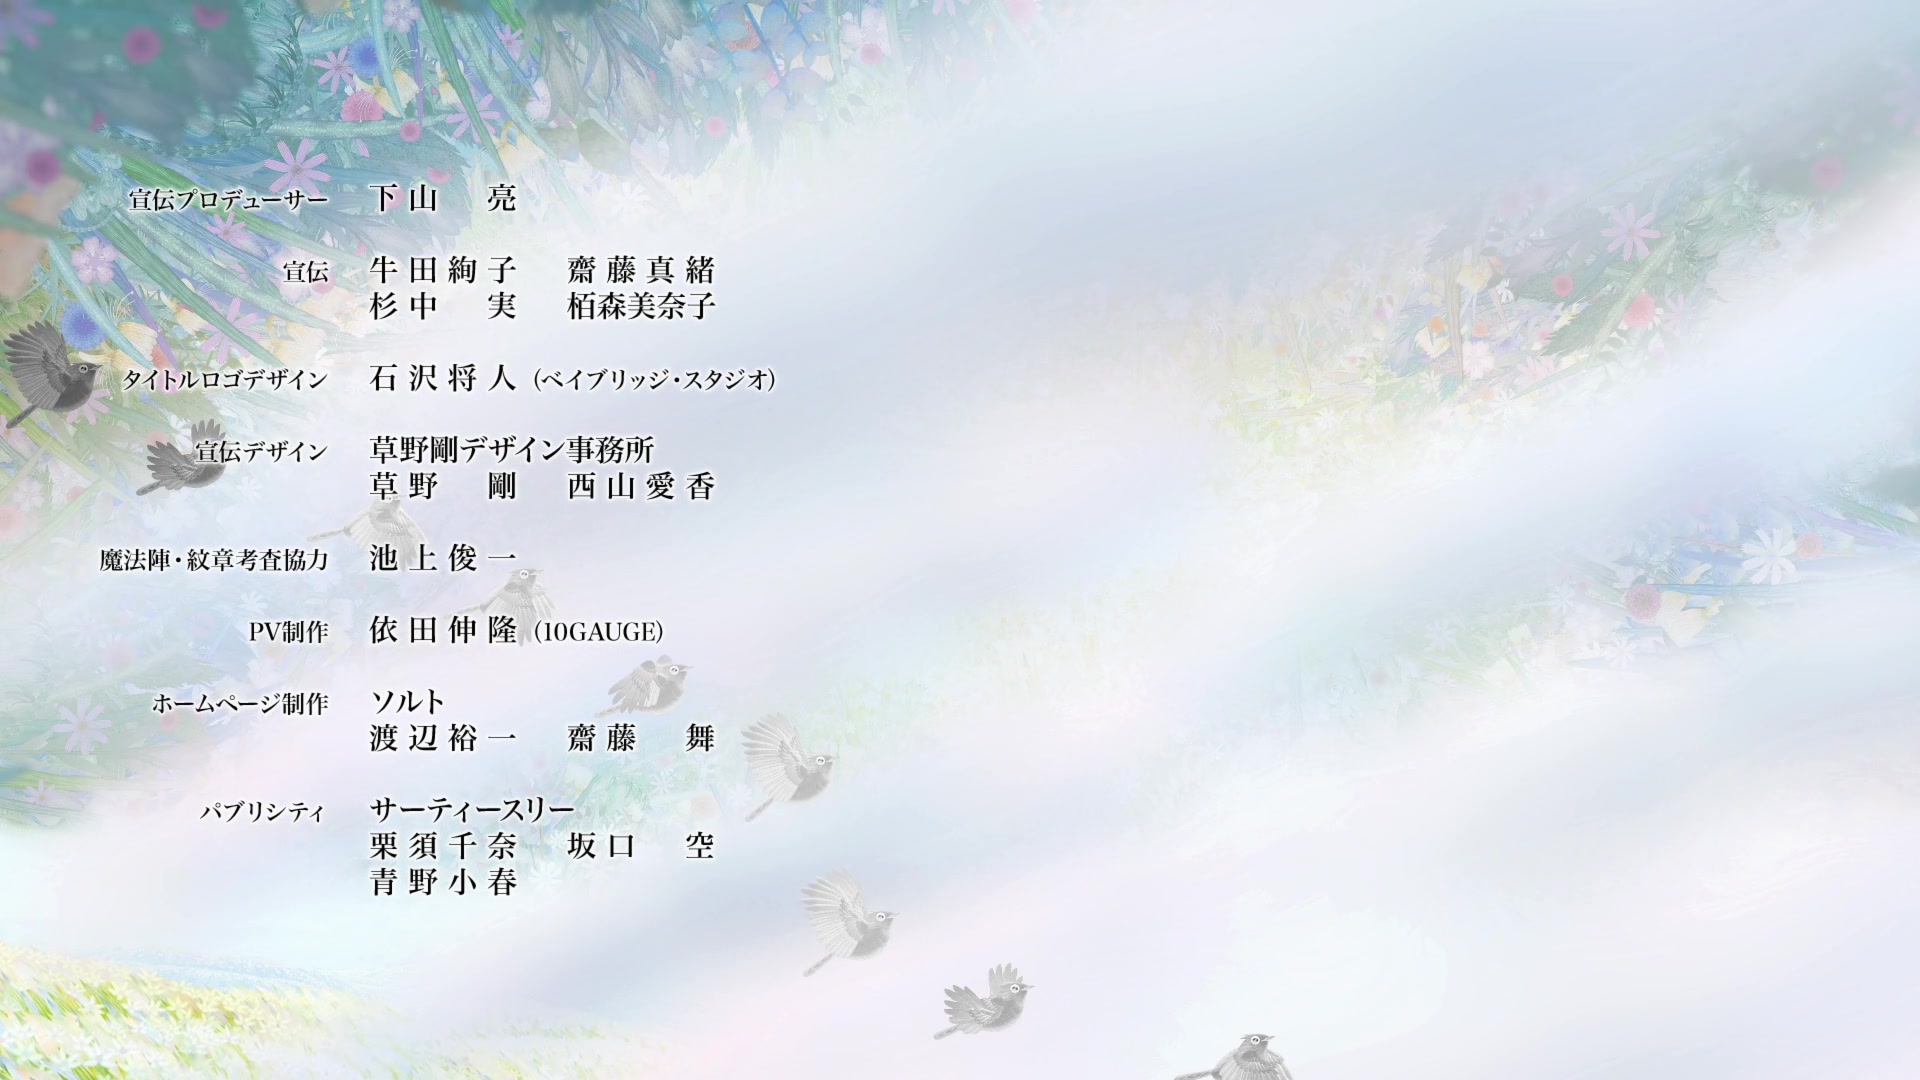 宣伝プロデューサー 下山 亮
宣伝 牛田絢子 齋藤真緒
杉中 実 栢森美奈子
タイトルロゴデザイン 石沢将人(ベイブリッジ・スタジオ)
宣伝デザイン 草野剛デザイン事務所
草野 剛 西山愛香
魔法陣・紋章考査協力 池上俊一
PV制作 依田伸隆(10GAUGE)
ホームページ制作 ソルト
渡辺裕一 齋藤 舞
パブリシティ サーティースリー
栗須千奈 坂口 空
青野小春